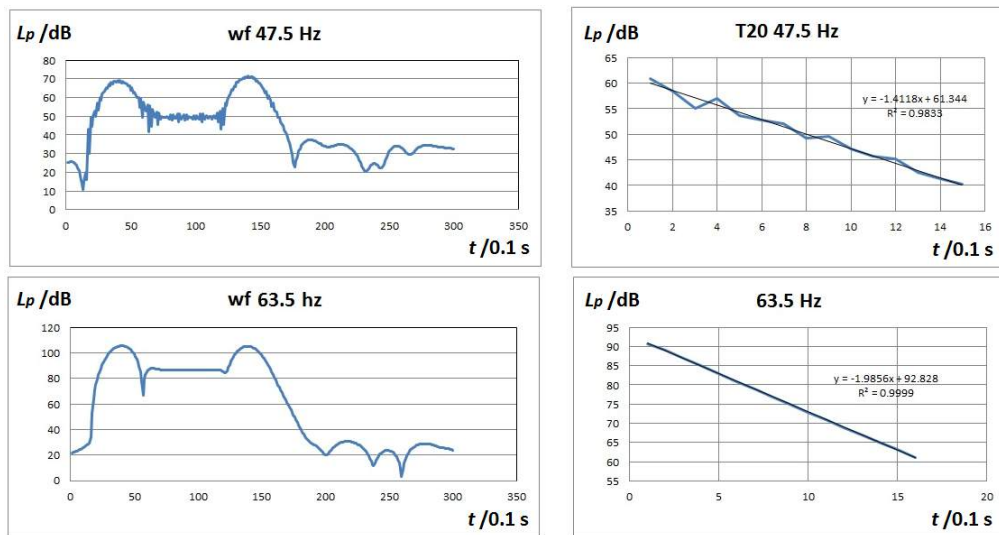 Lp /dB
wf 47.5 Hz
80
70
60
50
40
30
20
10
0
0 50 100 150 200 250 300 350
t /0.1 s
Lp /dB
T20 47.5 Hz
65
60
55
50
45
40
35
y = -1.4118x + 61.344
R² = 0.9833
0 2 4 6 8 10 12 14 16
t /0.1 s
Lp /dB
wf 63.5 hz
120
100
80
60
40
20
0
0 50 100 150 200 250 300 350
t /0.1 s
Lp /dB
63.5 Hz
95
90
85
80
75
70
65
60
55
y = -1.9856x + 92.828
R² = 0.9999
0 5 10 15 20
t /0.1 s